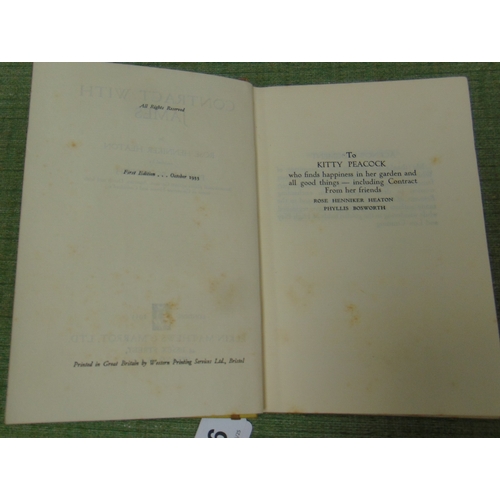 All Rights Reserved
First Edition . . . October 1933
Printed in Great Britain by Western Printing Services Ltd., Bristol
To
KITTY PEACOCK
who finds happiness in her garden and
all good things — including Contract
From her friends
ROSE HENNIKER HEATON
PHYLLIS BOSWORTH